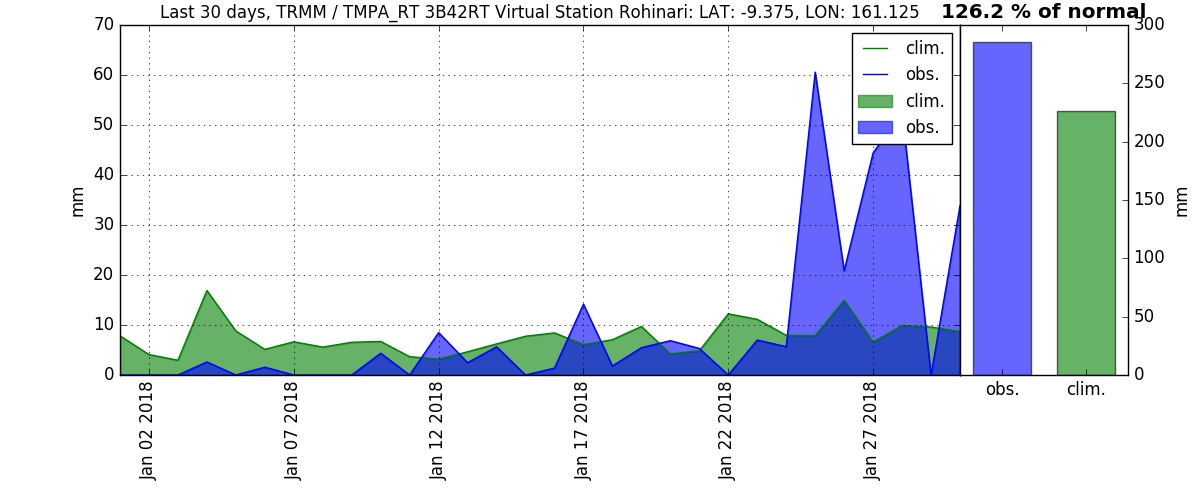 Last 30 days, TRMM / TMPA_RT 3B42RT Virtual Station Rohinari: LAT: -9.375, LON: 161.125
126.2 % of normal
70
60
50
40
30
20
10
0
mm
clim.
obs.
clim.
obs.
Jan 02 2018
Jan 07 2018
Jan 12 2018
Jan 17 2018
Jan 22 2018
Jan 27 2018
300
250
200
150
100
50
0
mm
obs.
clim.